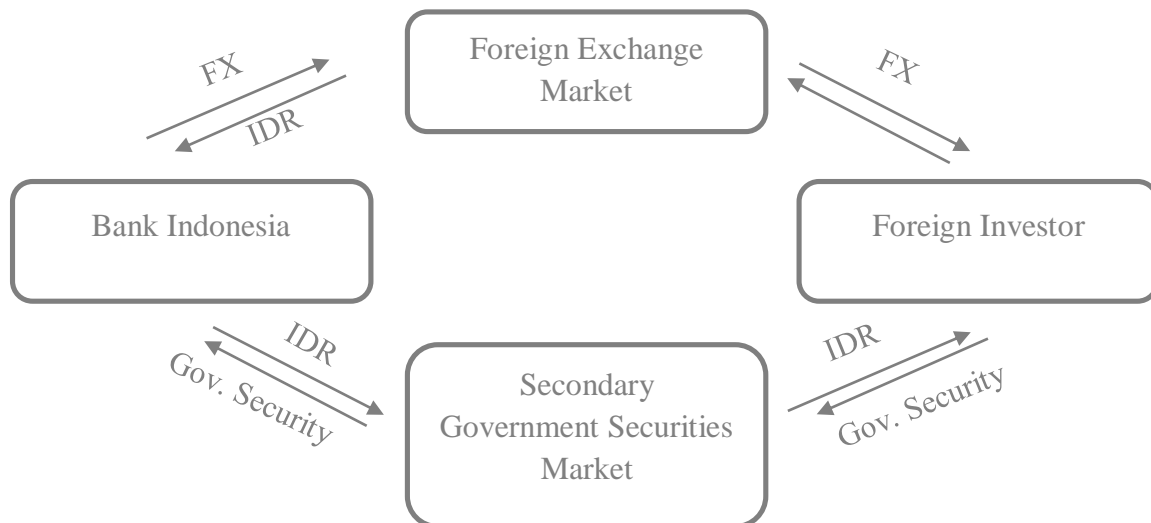 Foreign Exchange
Market
FX
IDR
FX
Bank Indonesia
Foreign Investor
IDR
Gov. Security
Secondary
Government Securities
Market
IDR
Gov. Security